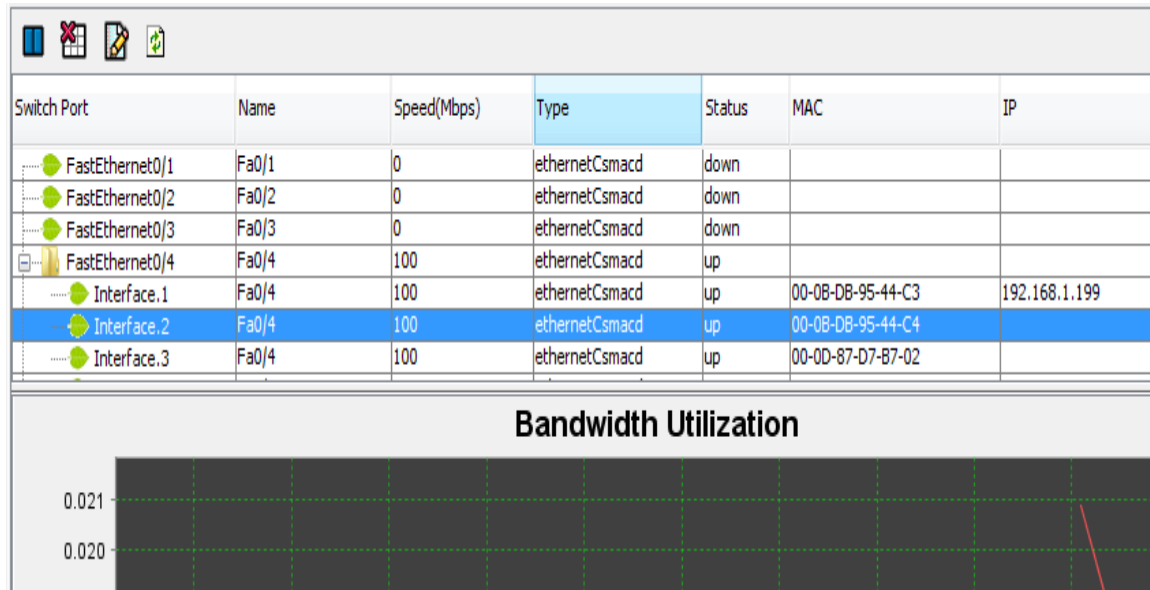 Switch Port Name Speed(Mbps) Type Status MAC IP
FastEthernet0/1 Fa0/1 0 ethernetCsmacd down
FastEthernet0/2 Fa0/2 0 ethernetCsmacd down
FastEthernet0/3 Fa0/3 0 ethernetCsmacd down
FastEthernet0/4 Fa0/4 100 ethernetCsmacd up
Interface.1 Fa0/4 100 ethernetCsmacd up 00-0B-DB-95-44-C3 192.168.1.199
Interface.2 Fa0/4 100 ethernetCsmacd up 00-0B-DB-95-44-C4
Interface.3 Fa0/4 100 ethernetCsmacd up 00-0D-87-D7-B7-02
Bandwidth Utilization
0.021
0.020